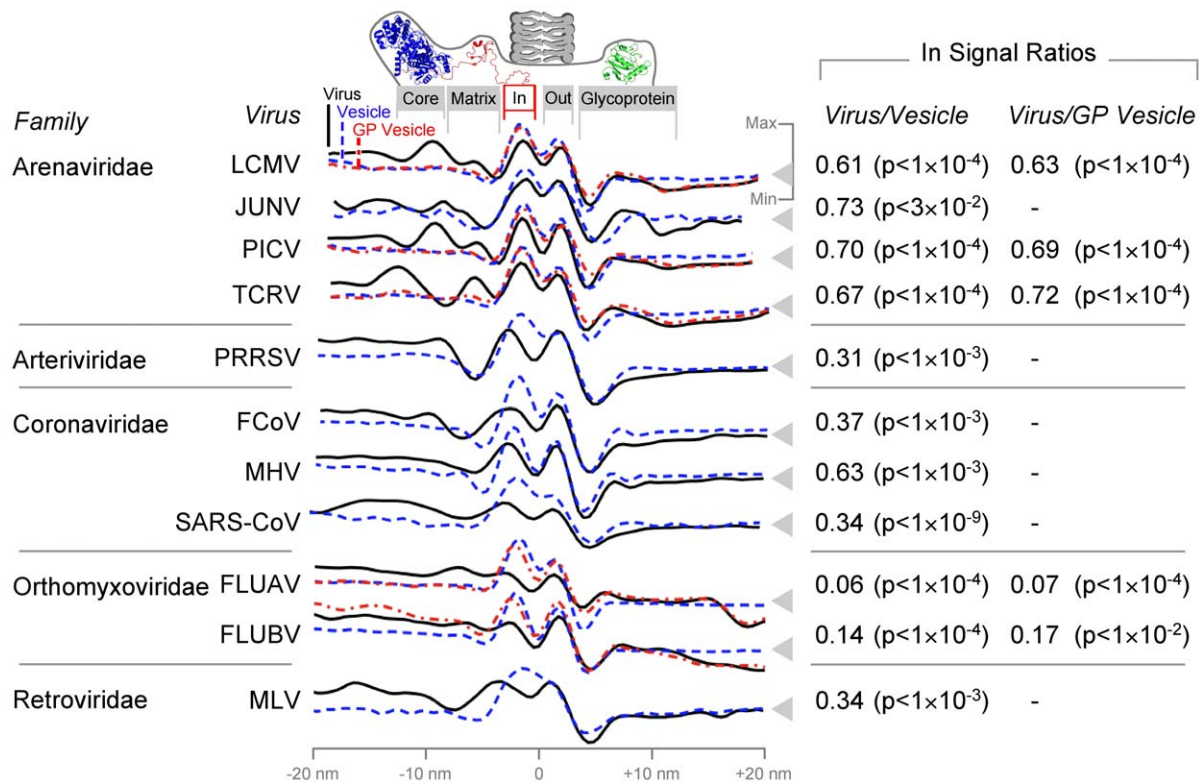 In Signal Ratios
Core Matrix In Out Glycoprotein
Virus
Vesicle
GP Vesicle
Family Virus Virus/Vesicle Virus/GP Vesicle
Max
Min
Arenaviridae LCMV 0.61 (p<1×10⁻⁴) 0.63 (p<1×10⁻⁴)
JUNV 0.73 (p<3×10⁻²) -
PICV 0.70 (p<1×10⁻⁴) 0.69 (p<1×10⁻⁴)
TCRV 0.67 (p<1×10⁻⁴) 0.72 (p<1×10⁻⁴)
Arteriviridae PRRSV 0.31 (p<1×10⁻³) -
Coronaviridae FCoV 0.37 (p<1×10⁻³) -
MHV 0.63 (p<1×10⁻³) -
SARS-CoV 0.34 (p<1×10⁻⁹) -
Orthomyxoviridae FLUAV 0.06 (p<1×10⁻⁴) 0.07 (p<1×10⁻⁴)
FLUBV 0.14 (p<1×10⁻⁴) 0.17 (p<1×10⁻²)
Retroviridae MLV 0.34 (p<1×10⁻³) -
-20 nm -10 nm 0 +10 nm +20 nm